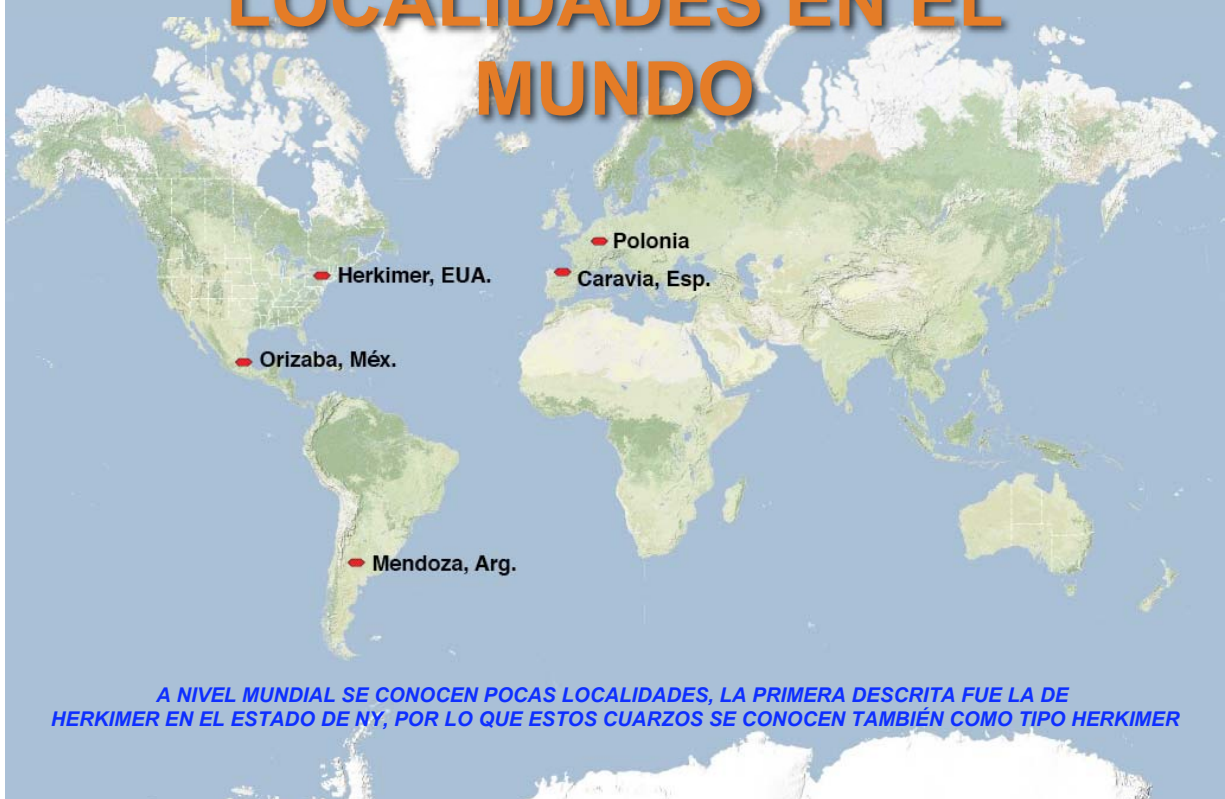 LOCALIDADES EN EL
MUNDO
Polonia
Herkimer, EUA.
Caravia, Esp.
Orizaba, Méx.
Mendoza, Arg.
A NIVEL MUNDIAL SE CONOCEN POCAS LOCALIDADES, LA PRIMERA DESCRITA FUE LA DE
HERKIMER EN EL ESTADO DE NY, POR LO QUE ESTOS CUARZOS SE CONOCEN TAMBIÉN COMO TIPO HERKIMER